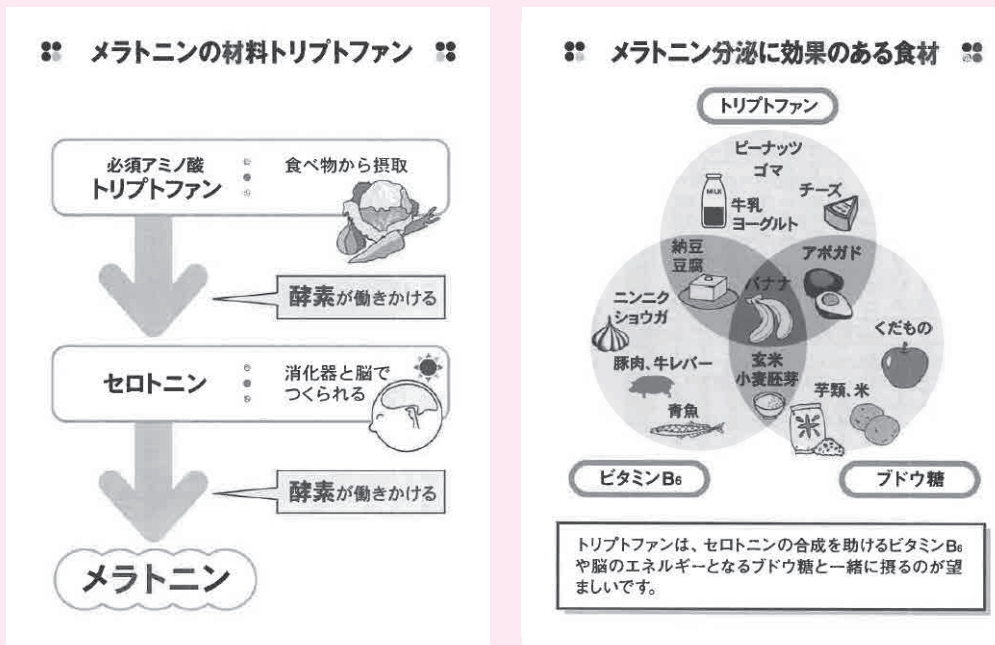 メラトニンの材料トリプトファン
必須アミノ酸
トリプトファン
食べ物から摂取
酵素が働きかける
セロトニン
消化器と脳で
つくられる
酵素が働きかける
メラトニン
メラトニン分泌に効果のある食材
トリプトファン
ピーナッツ
ゴマ
チーズ
MILK
牛乳
ヨーグルト
納豆
豆腐
アボガド
バナナ
ニンニク
ショウガ
くだもの
豚肉、牛レバー
玄米
小麦胚芽
芋類、米
青魚
米
ビタミンB₆
ブドウ糖
トリプトファンは、セロトニンの合成を助けるビタミンB₆
や脳のエネルギーとなるブドウ糖と一緒に摂るのが望
ましいです。